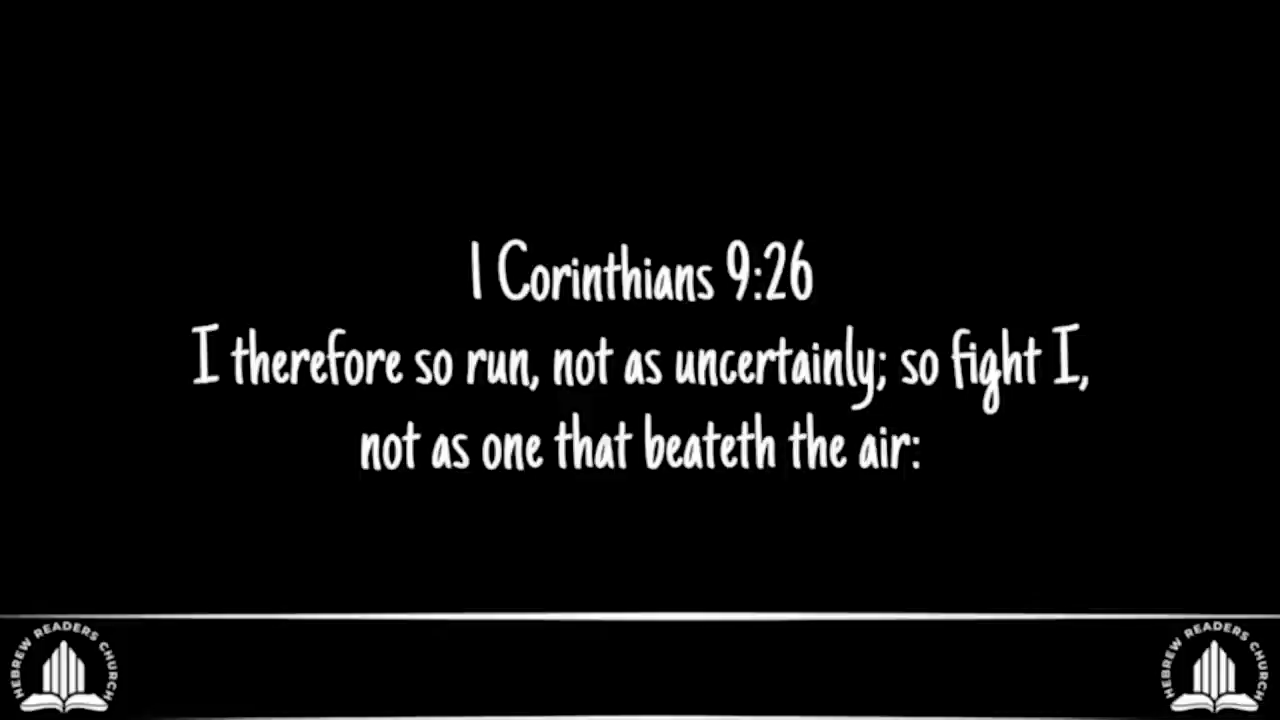 1 Corinthians 9:26
I therefore so run, not as uncertainly; so fight I,
not as one that beateth the air:
HEBREW READERS CHURCH
HEBREW READERS CHURCH